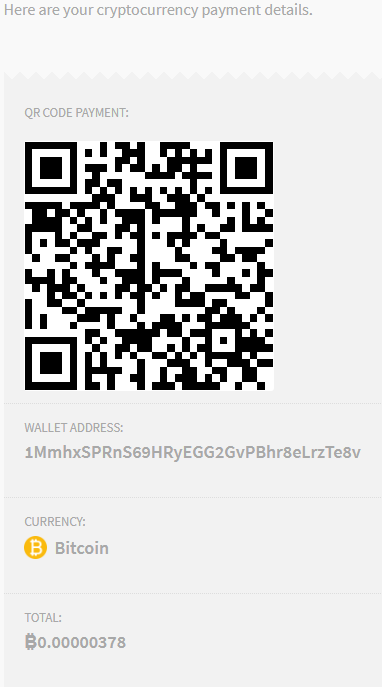 Here are your cryptocurrency payment details.
QR CODE PAYMENT:
WALLET ADDRESS:
1MmhxSPRnS69HRyEGG2GvPBhr8eLrzTe8v
CURRENCY:
Bitcoin
TOTAL:
₿0.00000378